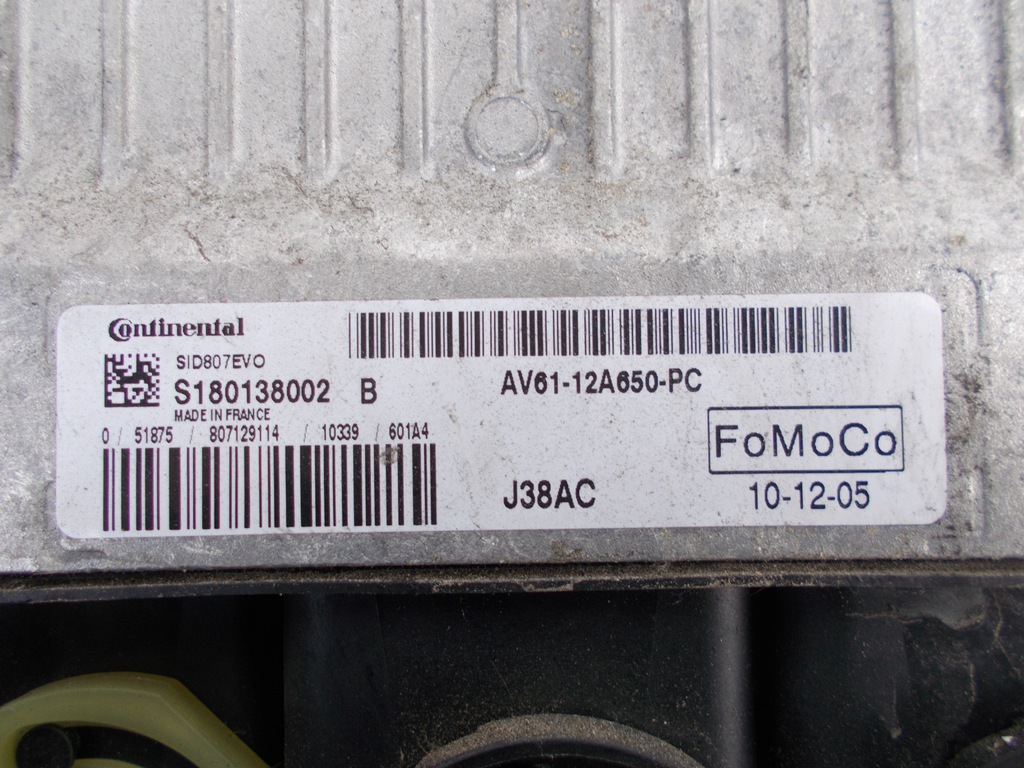 Continental
SID807EVO
S180138002 B
MADE IN FRANCE
0 / 51875 / 807129114 / 10339 / 601A4
AV61-12A650-PC
FoMoCo
J38AC
10-12-05